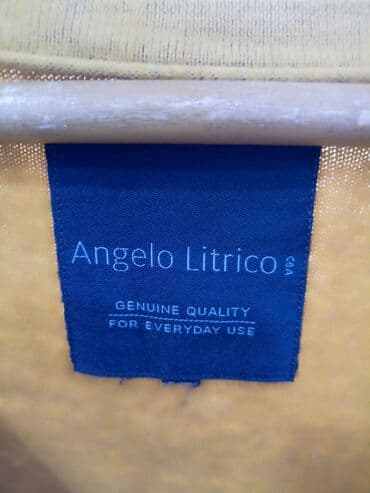 Angelo Litrico C&A
GENUINE QUALITY
FOR EVERYDAY USE